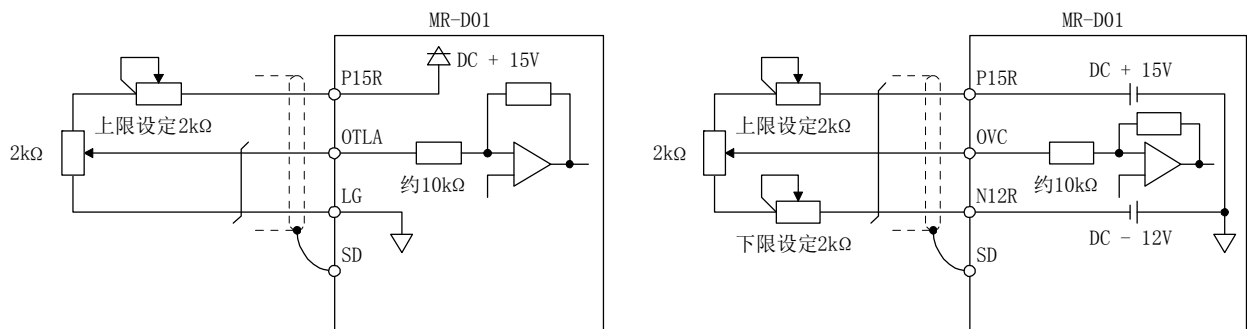 MR-D01
P15R
DC + 15V
上限设定2kΩ
OTLA
2kΩ
约10kΩ
LG
SD
MR-D01
P15R
DC + 15V
上限设定2kΩ
OVC
2kΩ
约10kΩ
N12R
下限设定2kΩ
DC - 12V
SD